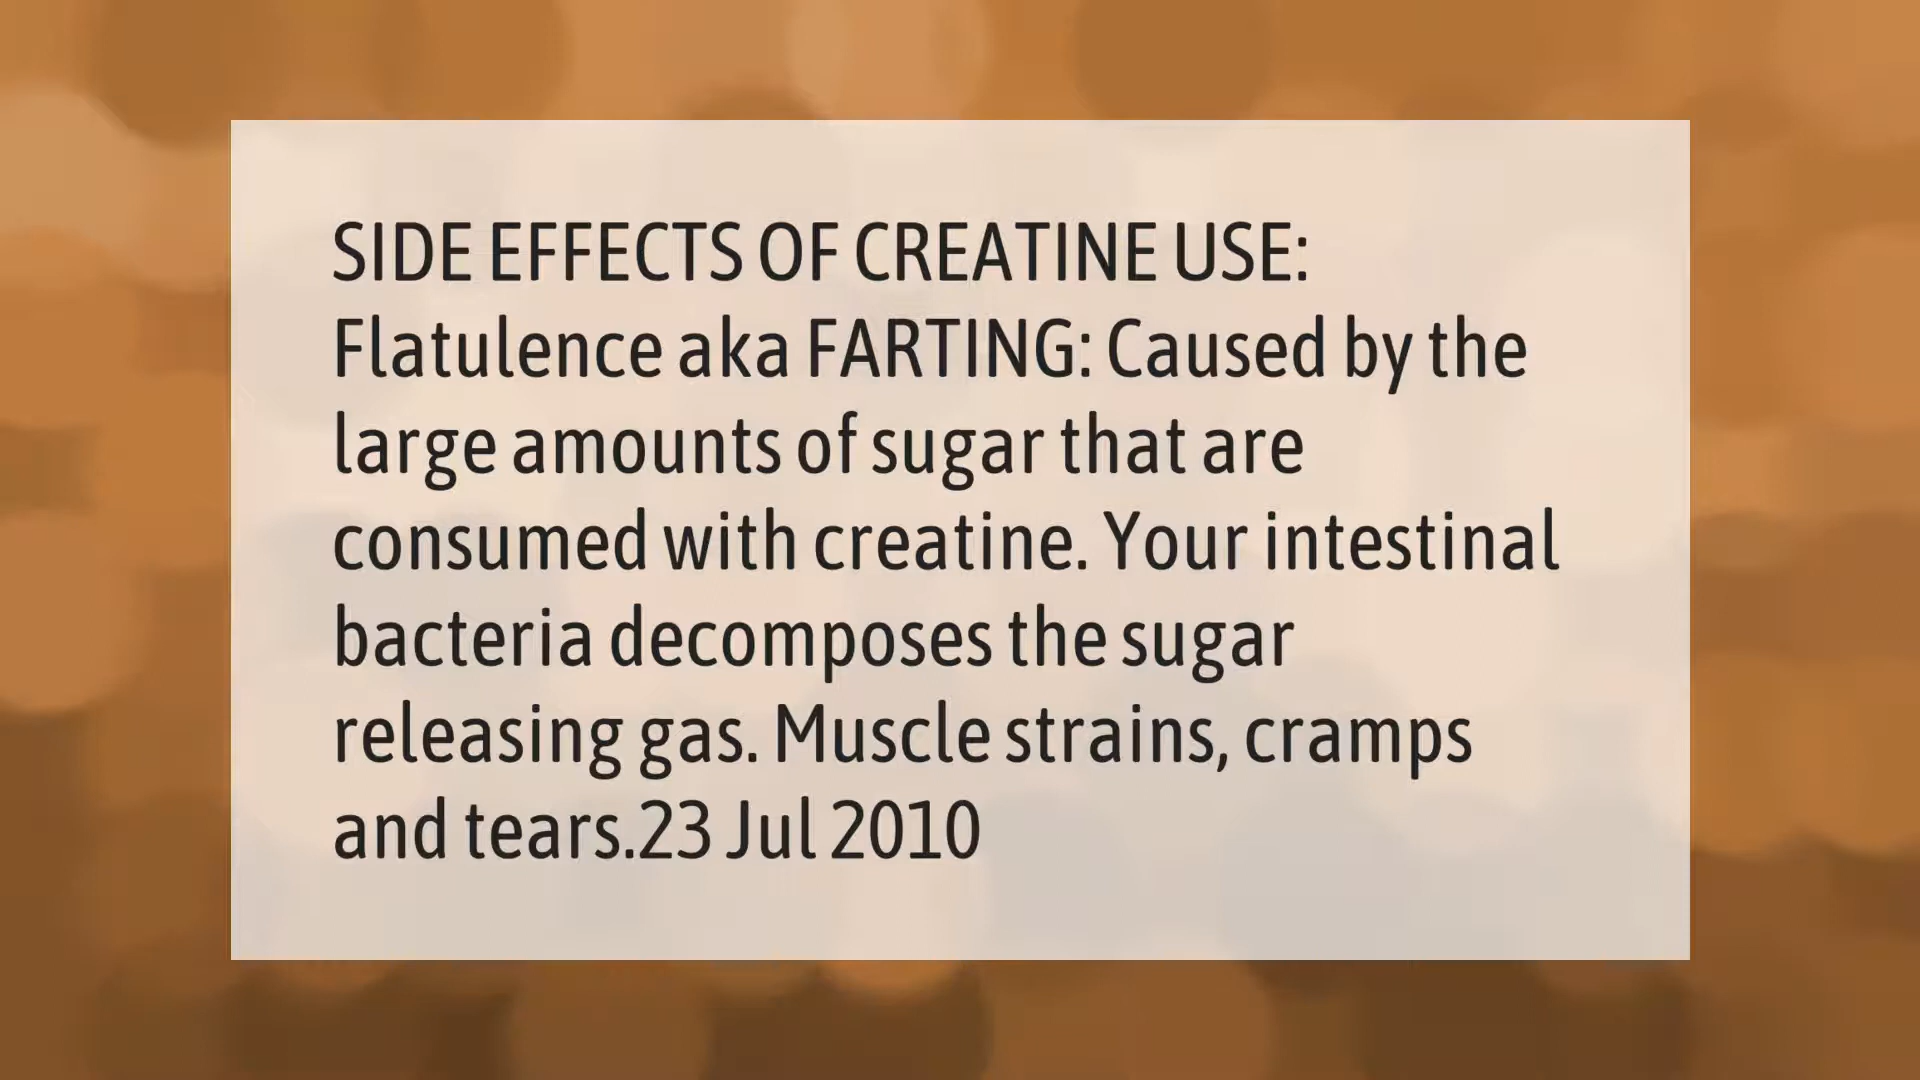 SIDE EFFECTS OF CREATINE USE:
Flatulence aka FARTING: Caused by the
large amounts of sugar that are
consumed with creatine. Your intestinal
bacteria decomposes the sugar
releasing gas. Muscle strains, cramps
and tears.23 Jul 2010